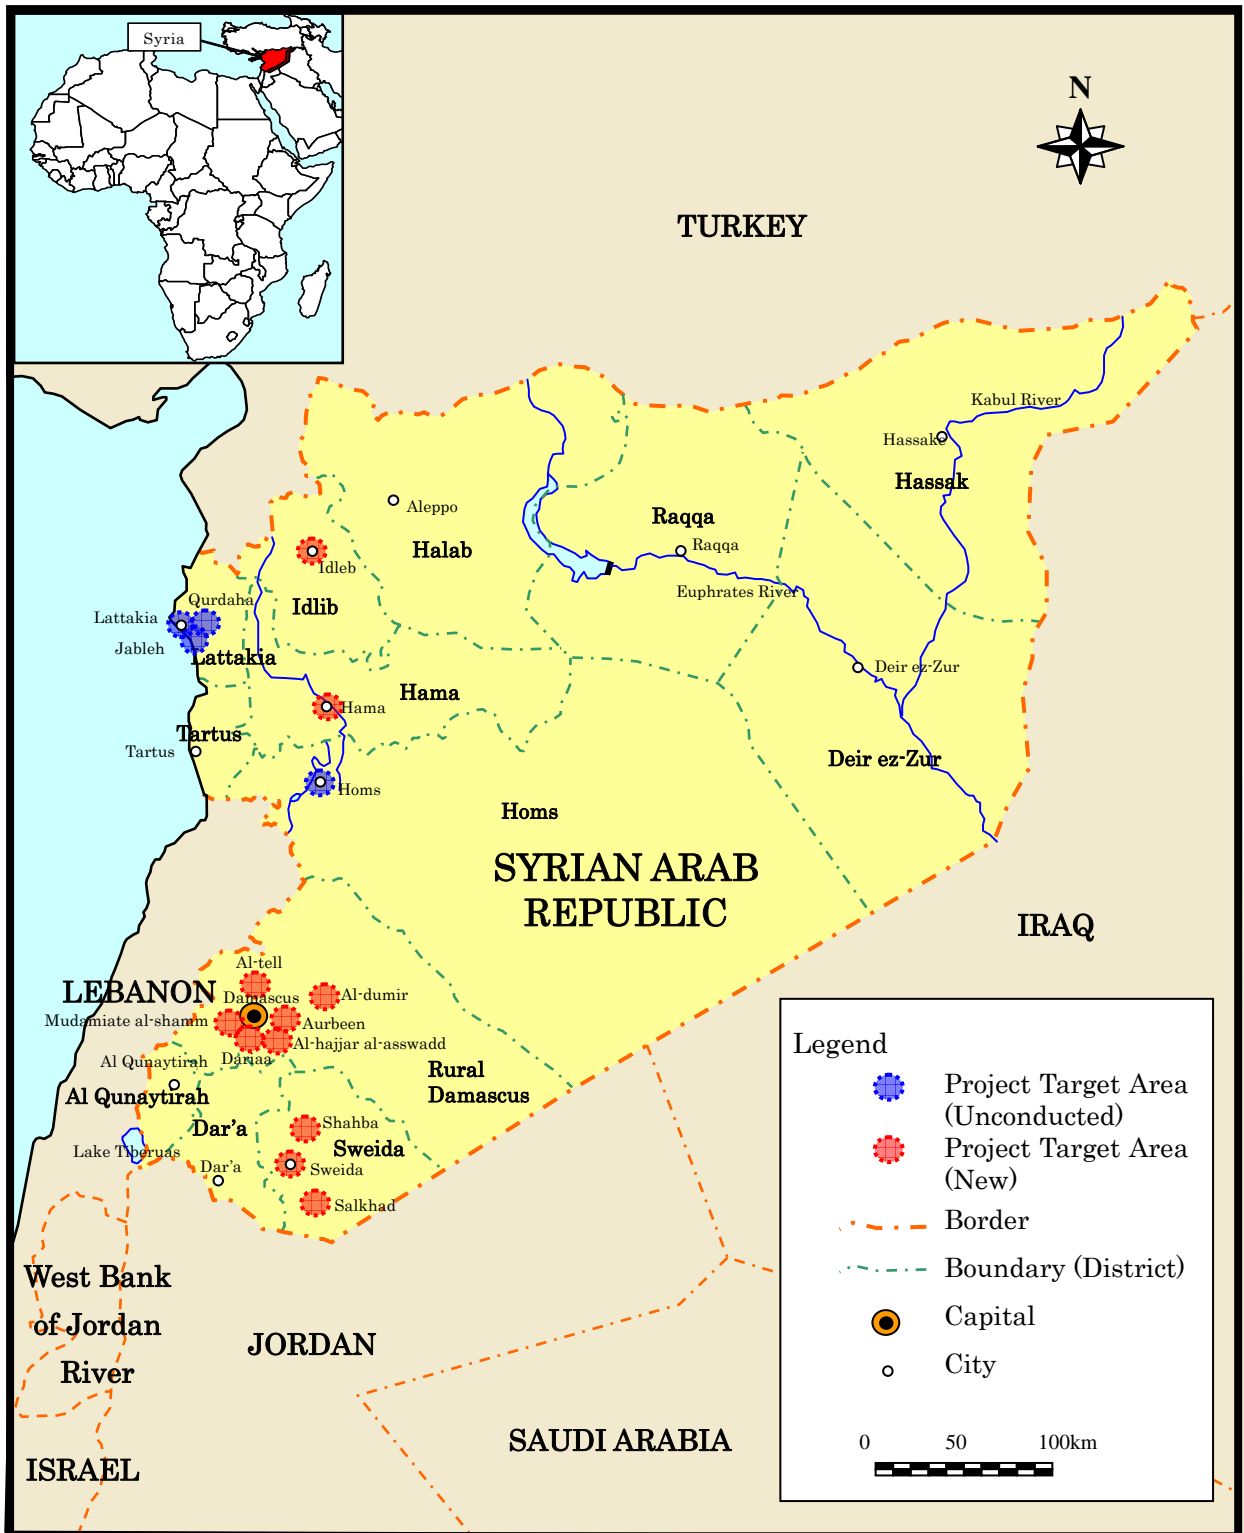 Syria
N
TURKEY
Kabul River
Hassake
Hassak
Aleppo
Halab
Raqqa
Raqqa
Euphrates River
Idleb
Idlib
Qurdaha
Lattakia
Jableh
Lattakia
Deir ez-Zur
Hama
Hama
Tartus
Tartus
Deir ez-Zur
Homs
Homs
SYRIAN ARAB
REPUBLIC
IRAQ
Al-tell
LEBANON
Damascus
Al-dumir
Mudamiate al-shamm
Aurbeen
Al-hajjar al-asswadd
Daruaa
Al Qunaytirah
Al Qunaytirah
Rural
Damascus
Dar'a
Shahba
Sweida
Lake Tiberuas
Dar'a
Sweida
Salkhad
West Bank
of Jordan
River
JORDAN
SAUDI ARABIA
ISRAEL
Legend
Project Target Area
(Unconducted)
Project Target Area
(New)
Border
Boundary (District)
Capital
City
0 50 100km